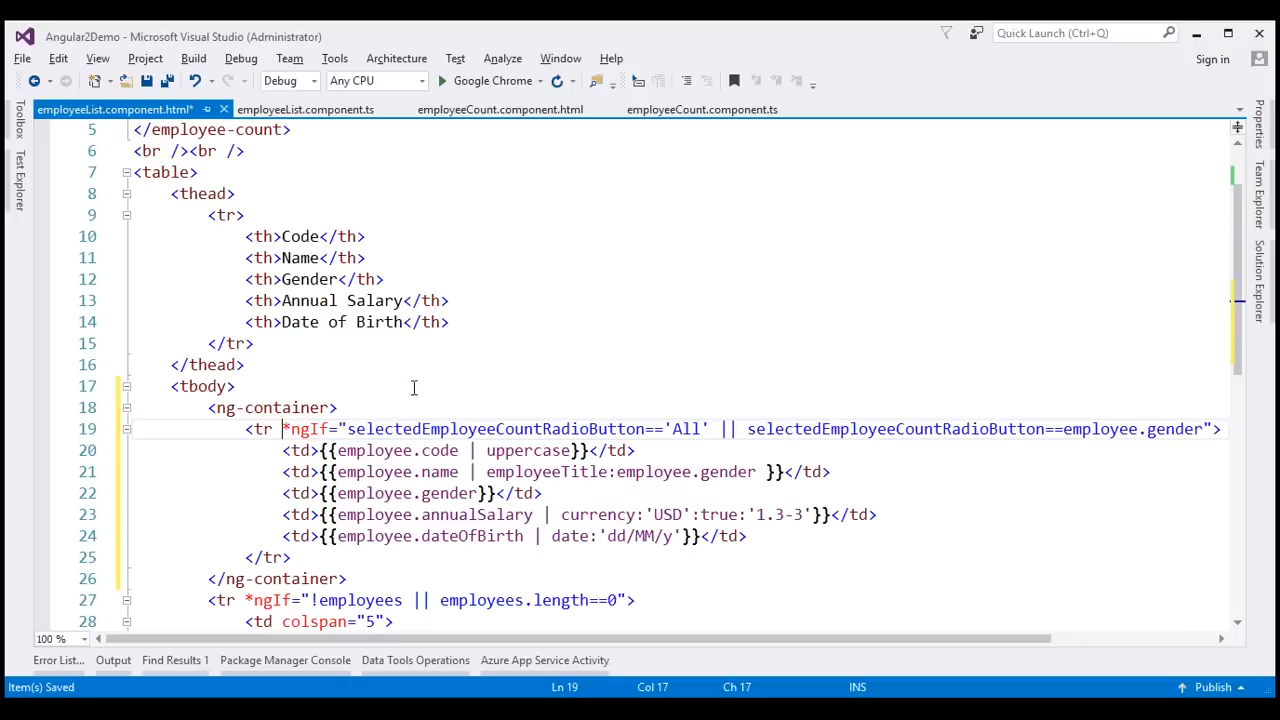 Angular2Demo - Microsoft Visual Studio (Administrator)
Quick Launch (Ctrl+Q)
File Edit View Project Build Debug Team Tools Architecture Test Analyze Window Help
Sign in
Debug Any CPU Google Chrome
employeeList.component.html* employeeList.component.ts employeeCount.component.html employeeCount.component.ts
Toolbox
Test Explorer
5 </employee-count>
6 <br /><br />
7 <table>
8 <thead>
9 <tr>
10 <th>Code</th>
11 <th>Name</th>
12 <th>Gender</th>
13 <th>Annual Salary</th>
14 <th>Date of Birth</th>
15 </tr>
16 </thead>
17 <tbody>
18 <ng-container>
19 <tr *ngIf="selectedEmployeeCountRadioButton=='All' || selectedEmployeeCountRadioButton==employee.gender">
20 <td>{{employee.code | uppercase}}</td>
21 <td>{{employee.name | employeeTitle:employee.gender }}</td>
22 <td>{{employee.gender}}</td>
23 <td>{{employee.annualSalary | currency:'USD':true:'1.3-3'}}</td>
24 <td>{{employee.dateOfBirth | date:'dd/MM/y'}}</td>
25 </tr>
26 </ng-container>
27 <tr *ngIf="!employees || employees.length==0">
28 <td colspan="5">
Properties
Team Explorer
Solution Explorer
100 %
Error List... Output Find Results 1 Package Manager Console Data Tools Operations Azure App Service Activity
Item(s) Saved Ln 19 Col 17 Ch 17 INS Publish